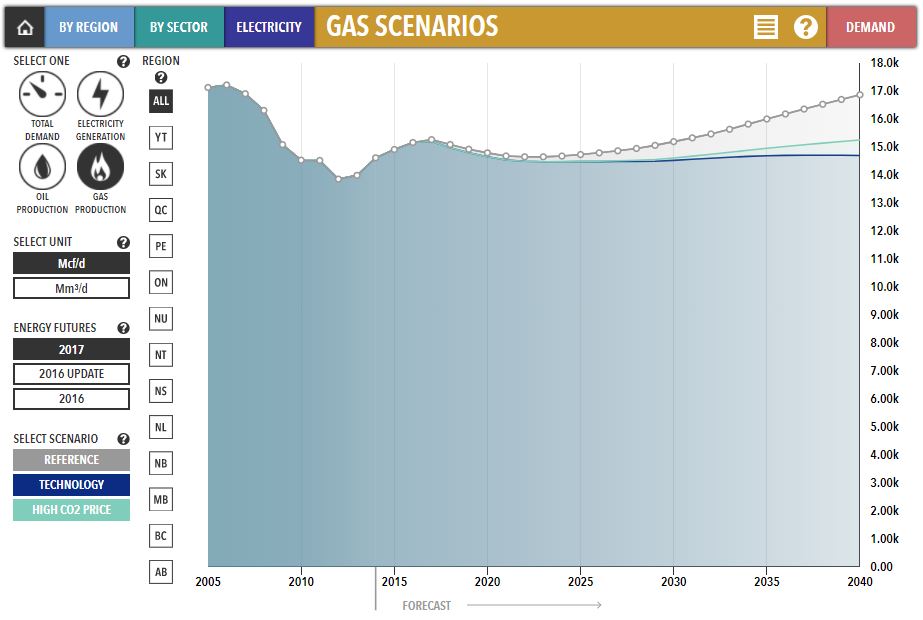 BY REGION
BY SECTOR
ELECTRICITY
GAS SCENARIOS
?
DEMAND
SELECT ONE ?
TOTAL
DEMAND
ELECTRICITY
GENERATION
OIL
PRODUCTION
GAS
PRODUCTION
SELECT UNIT ?
Mcf/d
Mm³/d
ENERGY FUTURES ?
2017
2016 UPDATE
2016
SELECT SCENARIO ?
REFERENCE
TECHNOLOGY
HIGH CO2 PRICE
REGION
?
ALL
YT
SK
QC
PE
ON
NU
NT
NS
NL
NB
MB
BC
AB
18.0k
17.0k
16.0k
15.0k
14.0k
13.0k
12.0k
11.0k
10.0k
9.00k
8.00k
7.00k
6.00k
5.00k
4.00k
3.00k
2.00k
1.00k
0.00
2005 2010 2015 2020 2025 2030 2035 2040
FORECAST